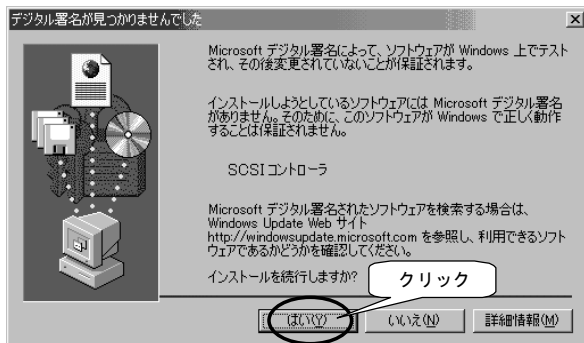 デジタル署名が見つかりませんでした
Microsoft デジタル署名によって、ソフトウェアが Windows 上でテスト
され、その後変更されていないことが保証されます。
インストールしようとしているソフトウェアには Microsoft デジタル署名
がありません。そのために、このソフトウェアが Windows で正しく動作
することは保証されません。
SCSI コントローラ
Microsoft デジタル署名されたソフトウェアを検索する場合は、
Windows Update Web サイト
http://windowsupdate.microsoft.com を参照し、利用できるソフト
ウェアであるかどうかを確認してください。
インストールを続行しますか?
クリック
はい(Y)
いいえ(N)
詳細情報(M)